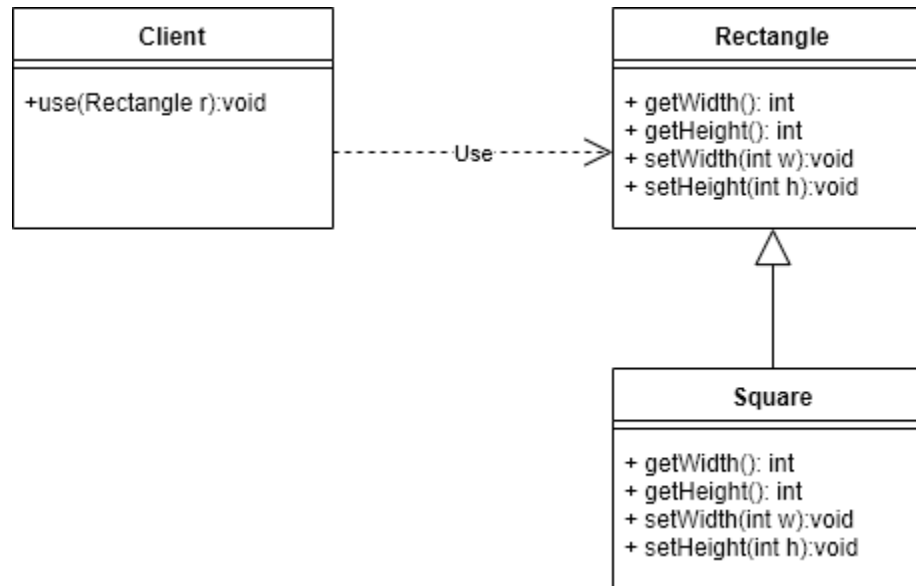 Client
+use(Rectangle r):void
Use
Rectangle
+ getWidth(): int
+ getHeight(): int
+ setWidth(int w):void
+ setHeight(int h):void
Square
+ getWidth(): int
+ getHeight(): int
+ setWidth(int w):void
+ setHeight(int h):void